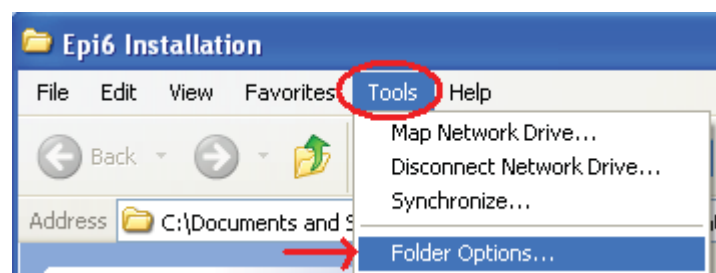 Epi6 Installation
File Edit View Favorites Tools Help
Map Network Drive...
Back
Disconnect Network Drive...
Synchronize...
Address C:\Documents and
Folder Options...